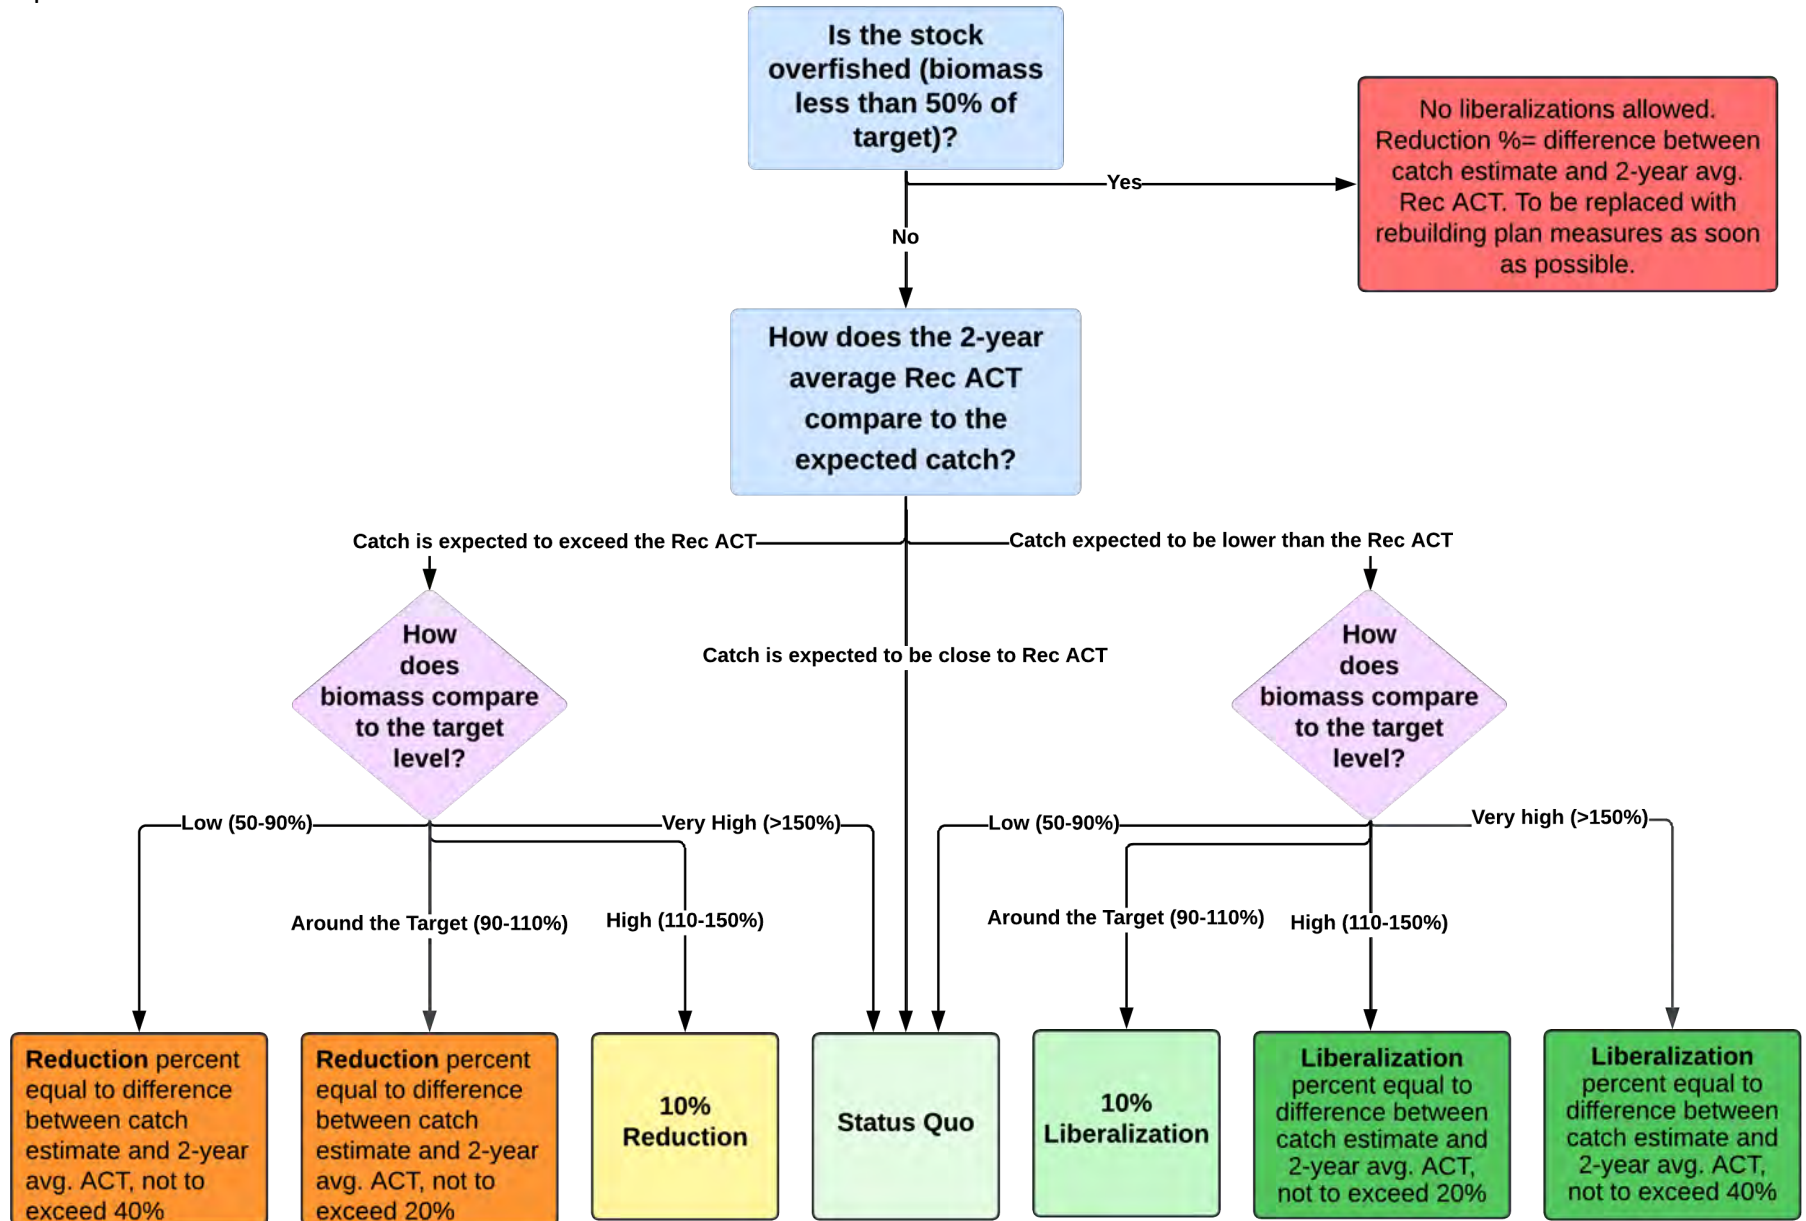 Is the stock
overfished (biomass
less than 50% of
target)?
No liberalizations allowed.
Reduction %= difference between
catch estimate and 2-year avg.
Rec ACT. To be replaced with
rebuilding plan measures as soon
as possible.
Yes
No
How does the 2-year
average Rec ACT
compare to the
expected catch?
Catch is expected to exceed the Rec ACT
Catch expected to be lower than the Rec ACT
How
does
biomass compare
to the target
level?
Catch is expected to be close to Rec ACT
How
does
biomass compare
to the target
level?
Low (50-90%)
Very High (>150%)
Low (50-90%)
Very high (>150%)
Around the Target (90-110%)
High (110-150%)
Around the Target (90-110%)
High (110-150%)
Reduction percent
equal to difference
between catch
estimate and 2-year
avg. ACT, not to
exceed 40%
Reduction percent
equal to difference
between catch
estimate and 2-year
avg. ACT, not to
exceed 20%
10%
Reduction
Status Quo
10%
Liberalization
Liberalization
percent equal to
difference between
catch estimate and
2-year avg. ACT,
not to exceed 20%
Liberalization
percent equal to
difference between
catch estimate and
2-year avg. ACT,
not to exceed 40%